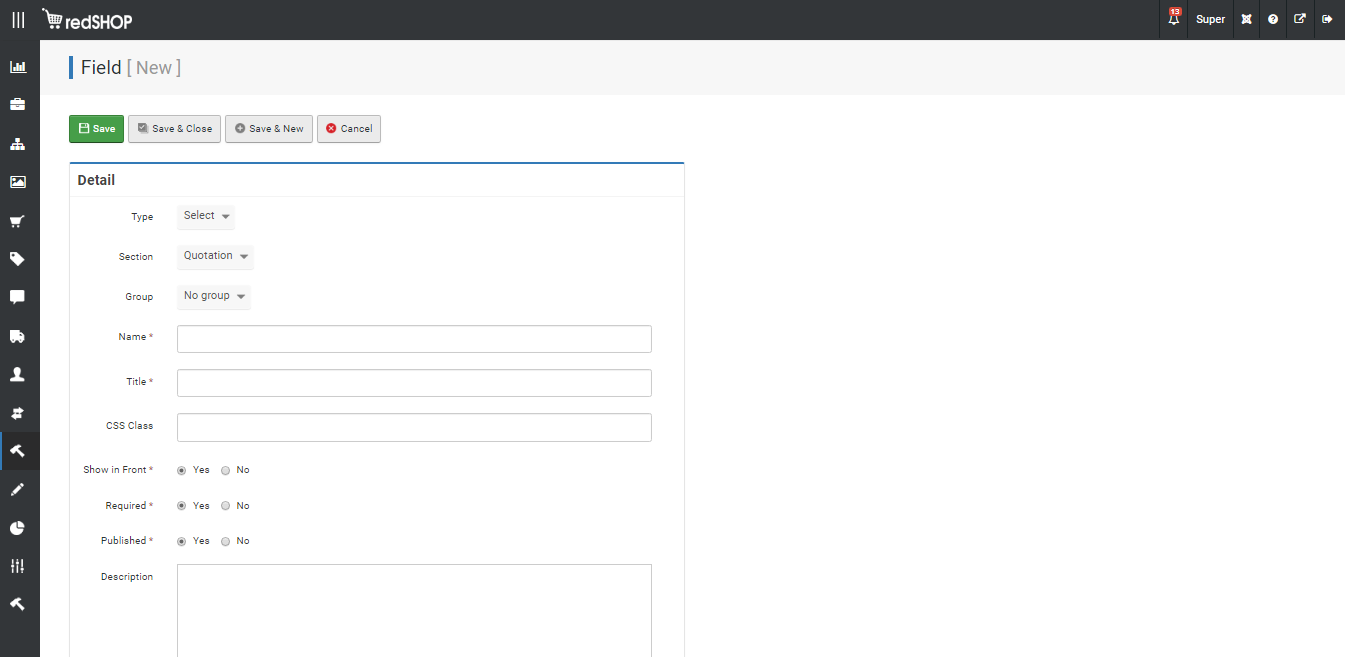 redSHOP
13
Super
Field [ New ]
Save
Save & Close
Save & New
Cancel
Detail
Type
Select
Section
Quotation
Group
No group
Name *
Title *
CSS Class
Show in Front *
Yes
No
Required *
Yes
No
Published *
Yes
No
Description